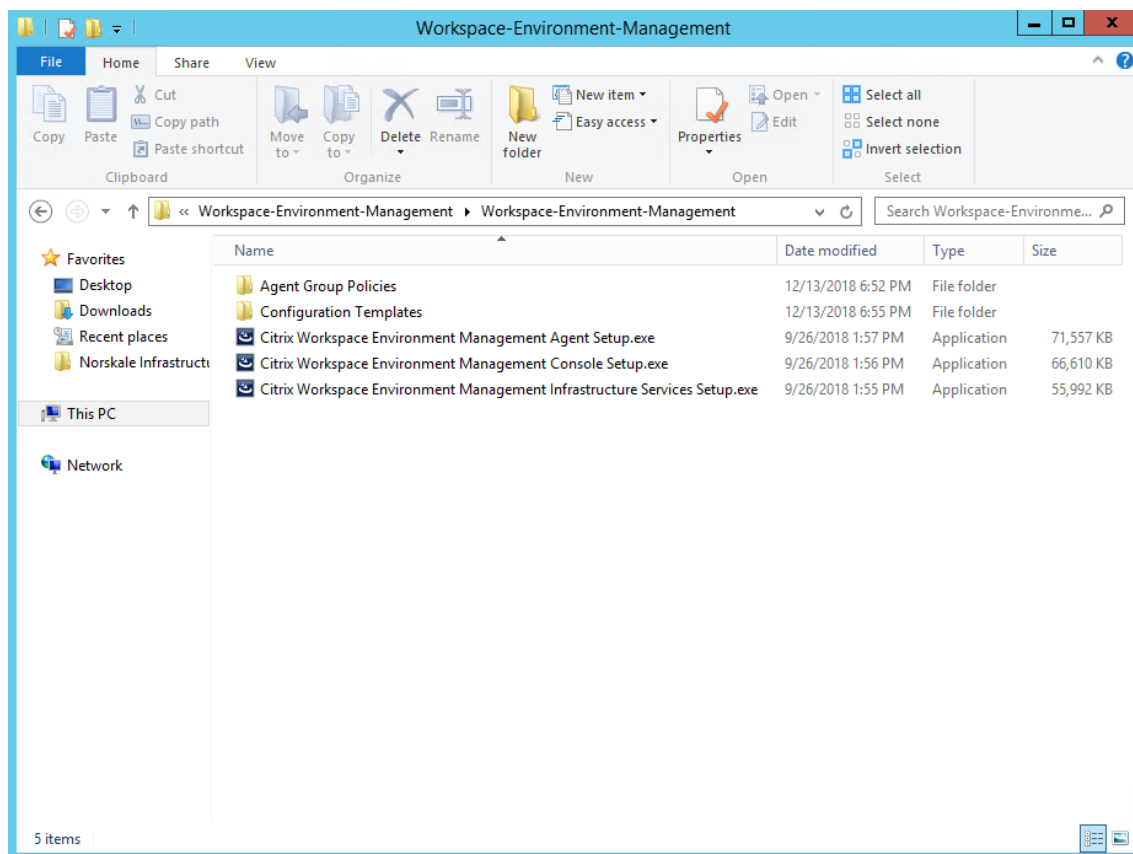 Workspace-Environment-Management
File Home Share View
Copy Paste Cut Copy path Paste shortcut Move to Copy to Delete Rename New folder New item Easy access Properties Open Edit Select all Select none Invert selection
Clipboard Organize New Open Select
« Workspace-Environment-Management Workspace-Environment-Management Search Workspace-Environme...
Favorites
Desktop
Downloads
Recent places
Norskale Infrastructu
This PC
Network
Name Date modified Type Size
Agent Group Policies 12/13/2018 6:52 PM File folder
Configuration Templates 12/13/2018 6:55 PM File folder
Citrix Workspace Environment Management Agent Setup.exe 9/26/2018 1:57 PM Application 71,557 KB
Citrix Workspace Environment Management Console Setup.exe 9/26/2018 1:56 PM Application 66,610 KB
Citrix Workspace Environment Management Infrastructure Services Setup.exe 9/26/2018 1:55 PM Application 55,992 KB
5 items